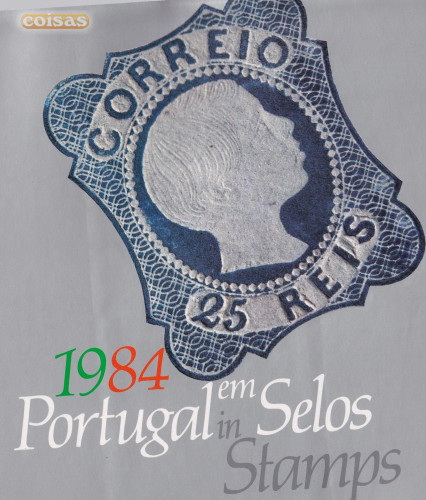 coisas
CORREIO
25 REIS
1984
Portugal em Selos
in Stamps